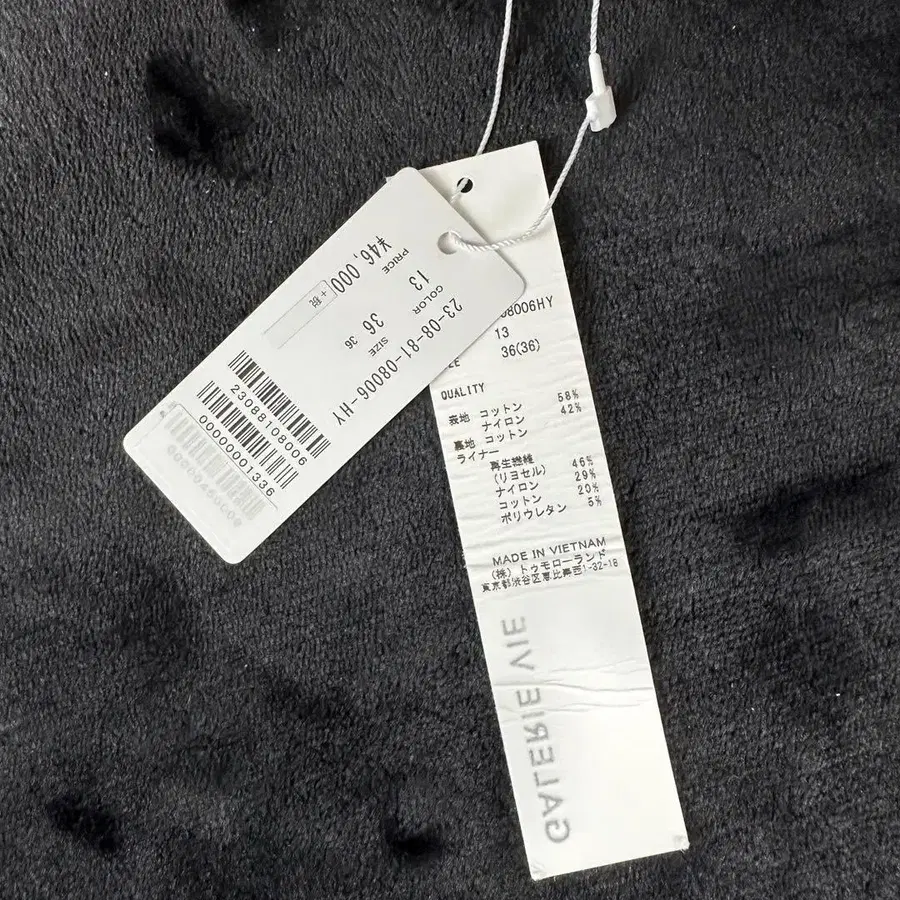 23-08-81-08006-HY
SIZE
36 36
COLOR
13
PRICE
¥46,000
+税
23088108006
00000001336
08006HY
13
36(36)
QUALITY
表地 コットン 58%
ナイロン 42%
裏地 コットン
ライナー
再生繊維 46%
(リヨセル) 29%
ナイロン 20%
コットン 5%
ポリウレタン
MADE IN VIETNAM
(株) トゥモローランド
東京都渋谷区恵比寿西1-32-18
GALERIE VIE